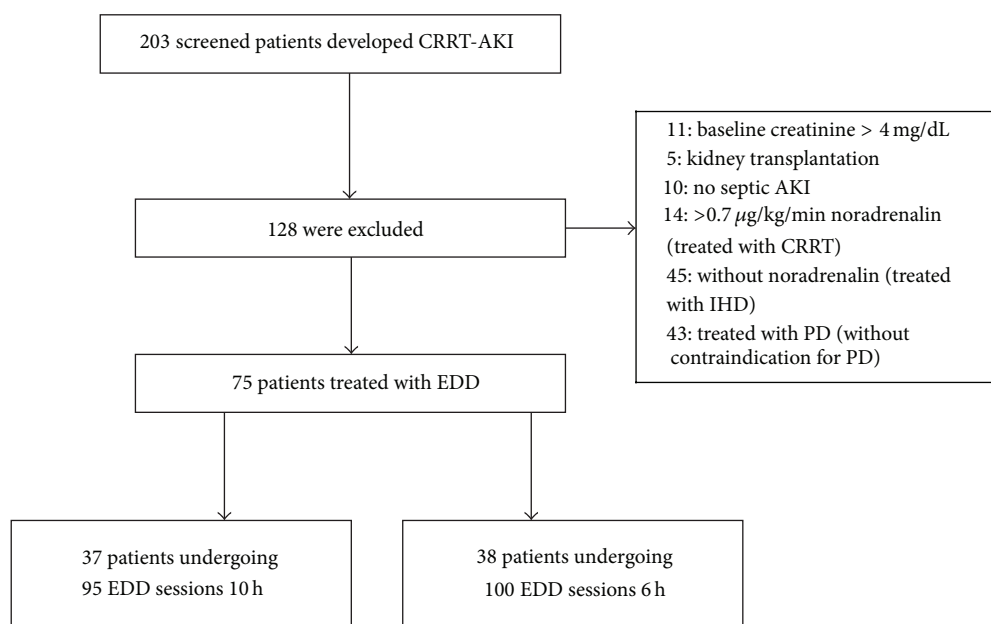 203 screened patients developed CRRT-AKI
11: baseline creatinine > 4 mg/dL
5: kidney transplantation
10: no septic AKI
14: >0.7 μg/kg/min noradrenalin
(treated with CRRT)
45: without noradrenalin (treated
with IHD)
43: treated with PD (without
contraindication for PD)
128 were excluded
75 patients treated with EDD
37 patients undergoing
95 EDD sessions 10 h
38 patients undergoing
100 EDD sessions 6 h